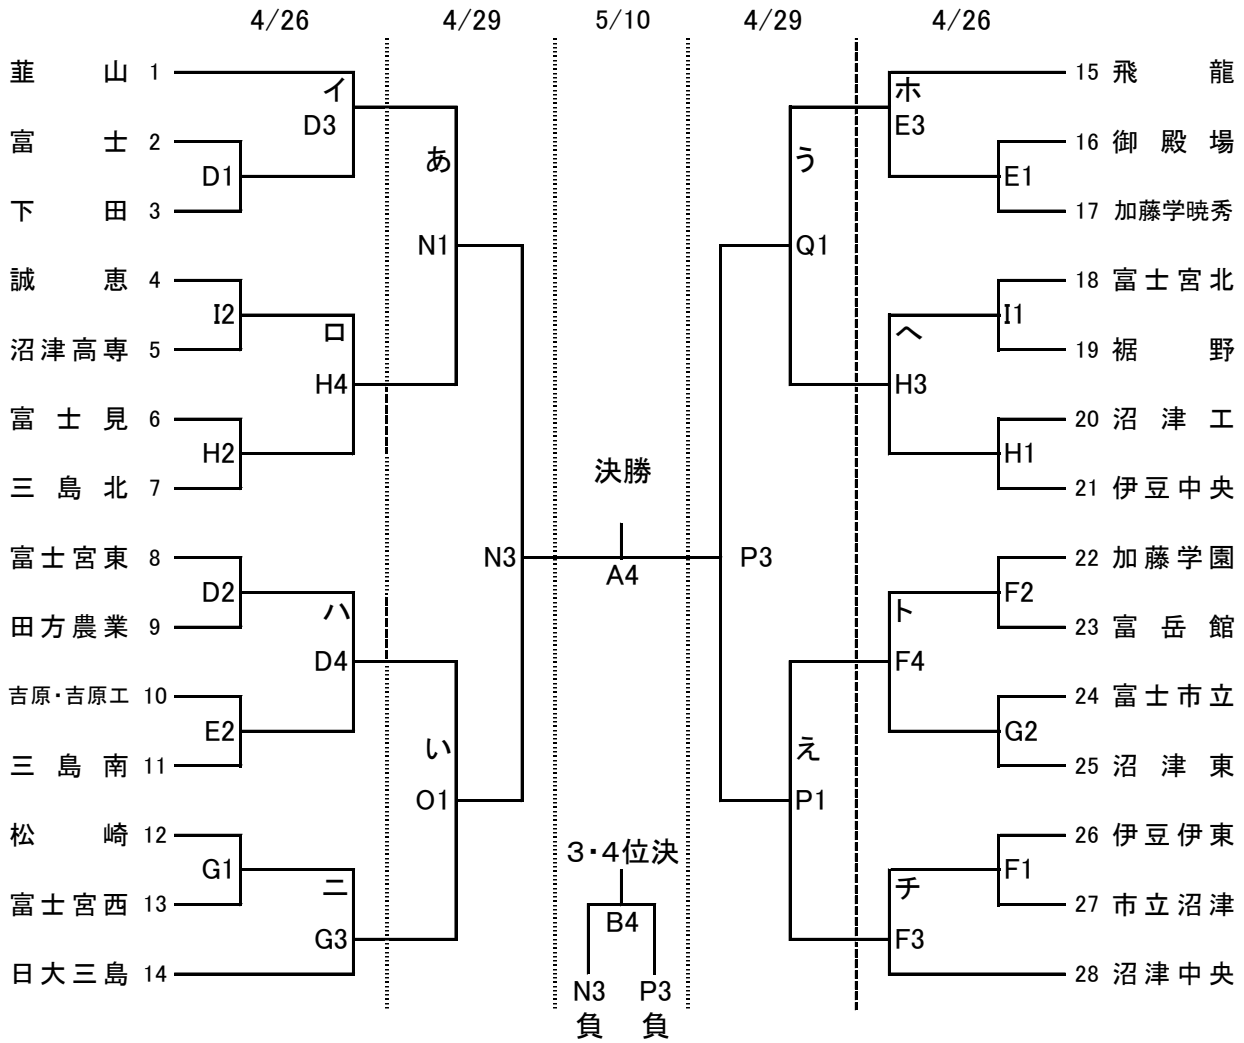 4/26 4/29 5/10 4/29 4/26
韮山 1
イ
D3
富士 2
D1
下田 3
あ
N1
誠恵 4
I2
沼津高専 5
ロ
H4
富士見 6
H2
三島北 7
富士宮東 8
D2
田方農業 9
ハ
D4
吉原・吉原工 10
E2
三島南 11
い
O1
松崎 12
G1
富士宮西 13
ニ
G3
日大三島 14
N3
決勝
A4
P3
3・4位決
B4
N3 P3
負 負
15 飛龍
ホ
E3
16 御殿場
E1
17 加藤学暁秀
う
Q1
18 富士宮北
I1
19 裾野
ヘ
H3
20 沼津工
H1
21 伊豆中央
22 加藤学園
F2
23 富岳館
ト
F4
24 富士市立
G2
25 沼津東
え
P1
26 伊豆伊東
F1
27 市立沼津
チ
F3
28 沼津中央